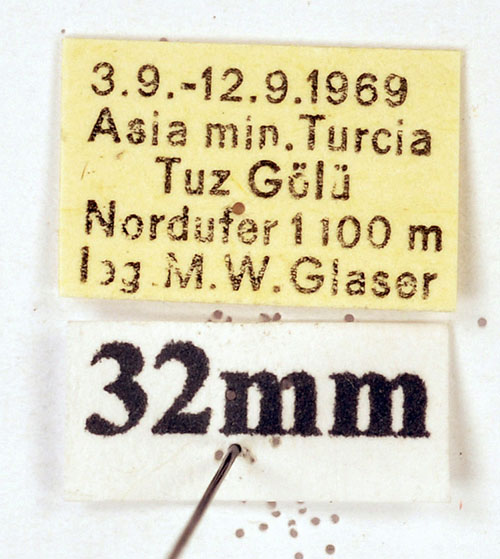 3.9.-12.9.1969
Asia min.Turcia
Tuz Gölü
Nordufer 1100 m
leg.M.W.Glaser
32mm